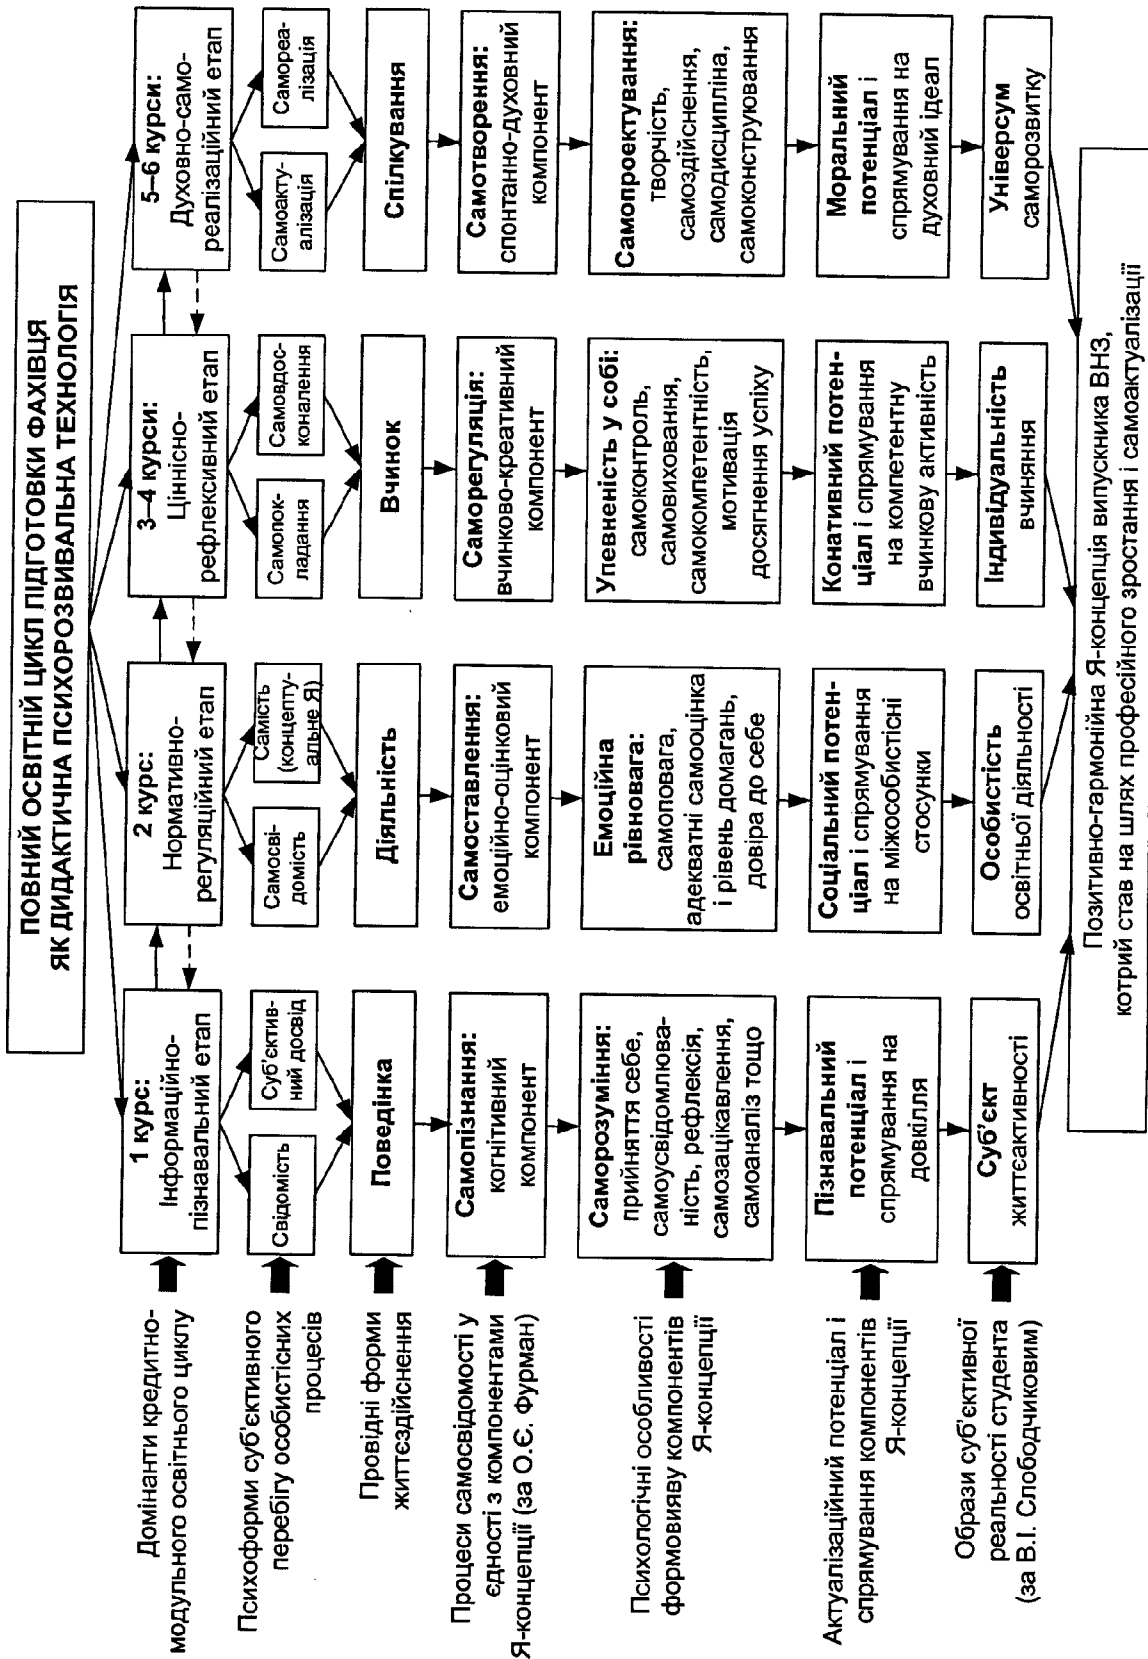 ПОВНИЙ ОСВІТНІЙ ЦИКЛ ПІДГОТОВКИ ФАХІВЦЯ
ЯК ДИДАКТИЧНА ПСИХОРОЗВИВАЛЬНА ТЕХНОЛОГІЯ
Домінанти кредитно-
модульного освітнього циклу
1 курс:
Інформаційно-
пізнавальний етап
2 курс:
Нормативно-
регуляційний етап
3–4 курси:
Ціннісно-
рефлексивний етап
5–6 курси:
Духовно-само-
реалізаційний етап
Психоформи суб’єктивного
перебігу особистісних
процесів
Свідомість
Суб’єктив-
ний досвід
Самосві-
домість
Самість
(концепту-
альне Я)
Самопок-
ладання
Самовдос-
коналення
Самоакту-
алізація
Самореа-
лізація
Провідні форми
життєздійснення
Поведінка
Діяльність
Вчинок
Спілкування
Процеси самосвідомості у
єдності з компонентами
Я-концепції (за О.Є. Фурман)
Самопізнання:
когнітивний
компонент
Самоставлення:
емоційно-оцінковий
компонент
Саморегуляція:
вчинково-креативний
компонент
Самотворення:
спонтанно-духовний
компонент
Психологічні особливості
формовияву компонентів
Я-концепції
Саморозуміння:
прийняття себе,
самоусвідомлюва-
ність, рефлексія,
самозацікавлення,
самоаналіз тощо
Емоційна
рівновага:
самоповага,
адекватні самооцінка
і рівень домагань,
довіра до себе
Упевненість у собі:
самоконтроль,
самовиховання,
самокомпетентність,
мотивація
досягнення успіху
Самопроектування:
творчість,
самоздійснення,
самодисципліна,
самоконструювання
Актуалізаційний потенціал і
спрямування компонентів
Я-концепції
Пізнавальний
потенціал і
спрямування на
довкілля
Соціальний потен-
ціал і спрямування
на міжособистісні
стосунки
Конативний потен-
ціал і спрямування
на компетентну
вчинкову активність
Моральний
потенціал і
спрямування на
духовний ідеал
Образи суб’єктивної
реальності студента
(за В.І. Слободчиковим)
Суб’єкт
життєактивності
Особистість
освітньої діяльності
Індивідуальність
вчиняння
Універсум
саморозвитку
Позитивно-гармонійна Я-концепція випускника ВНЗ,
котрий став на шлях професійного зростання і самоактуалізації